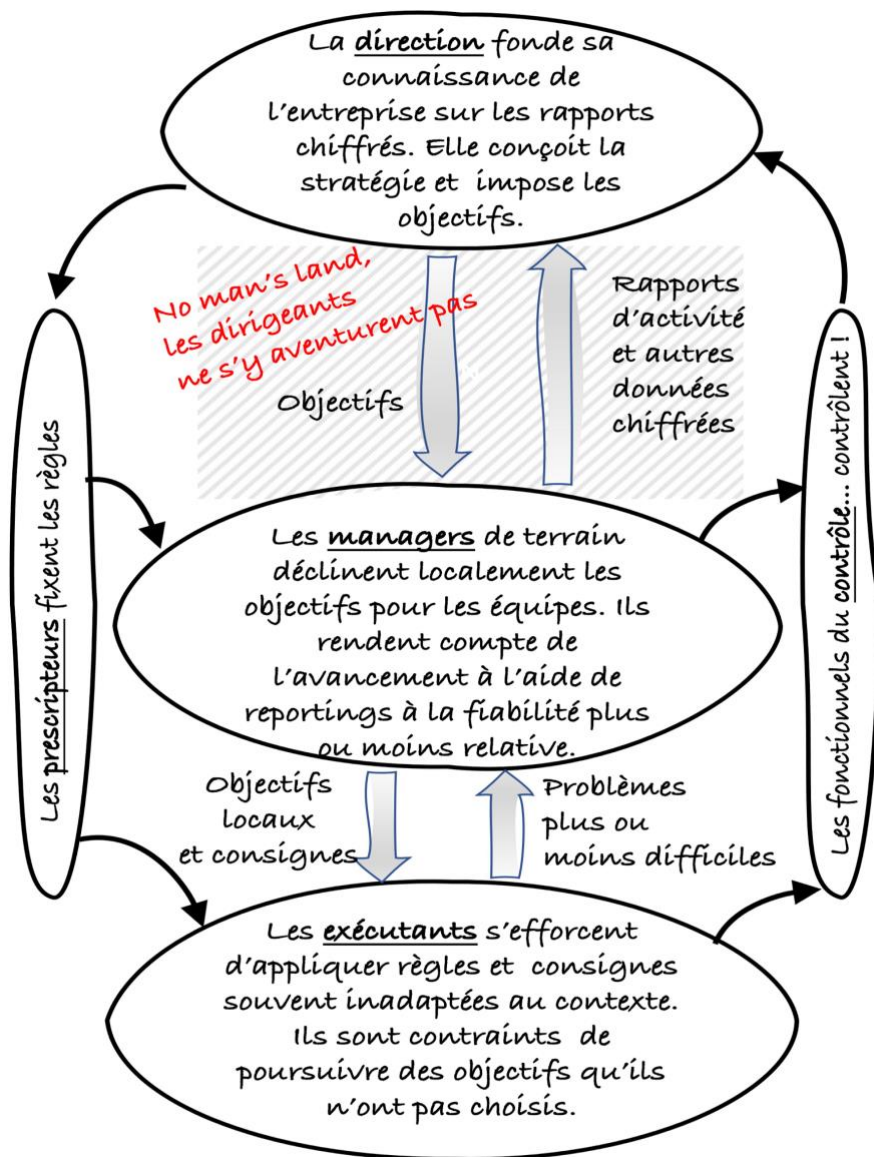 La direction fonde sa
connaissance de
l'entreprise sur les rapports
chiffrés. Elle conçoit la
stratégie et impose les
objectifs.
No man's land,
les dirigeants
ne s'y aventurent pas
Objectifs
Rapports
d'activité
et autres
données
chiffrées
Les prescripteurs fixent les règles
Les fonctionnels du contrôle... contrôlent !
Les managers de terrain
déclinent localement les
objectifs pour les équipes. Ils
rendent compte de
l'avancement à l'aide de
reportings à la fiabilité plus
ou moins relative.
Objectifs
locaux
et consignes
Problèmes
plus ou
moins difficiles
Les exécutants s'efforcent
d'appliquer règles et consignes
souvent inadaptées au contexte.
Ils sont contraints de
poursuivre des objectifs qu'ils
n'ont pas choisis.